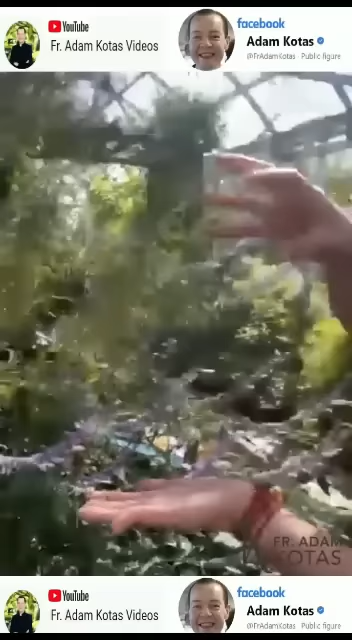 YouTube
Fr. Adam Kotas Videos
facebook
Adam Kotas
@FrAdamKotas · Public figure
FR. ADAM
KOTAS
YouTube
Fr. Adam Kotas Videos
facebook
Adam Kotas
@FrAdamKotas · Public figure